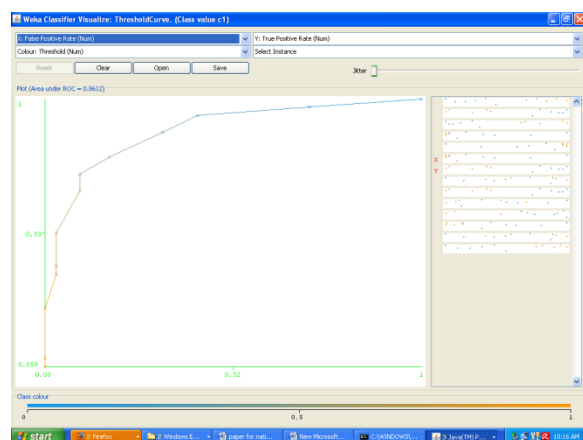 Weka Classifier Visualize: ThresholdCurve. (Class value c1)
X: False Positive Rate (Num)
Y: True Positive Rate (Num)
Colour: Threshold (Num)
Select Instance
Reset
Clear
Open
Save
Jitter
Plot (Area under ROC = 0.8612)
1
0.53
0.059
0.03
0.52
1
X
Y
Class colour
0
0.5
1
start
2 Firefox
2 Windows E...
paper for nati...
New Microsoft...
C:\WINDOWS\...
3 Java(TM) P...
10:16 AM